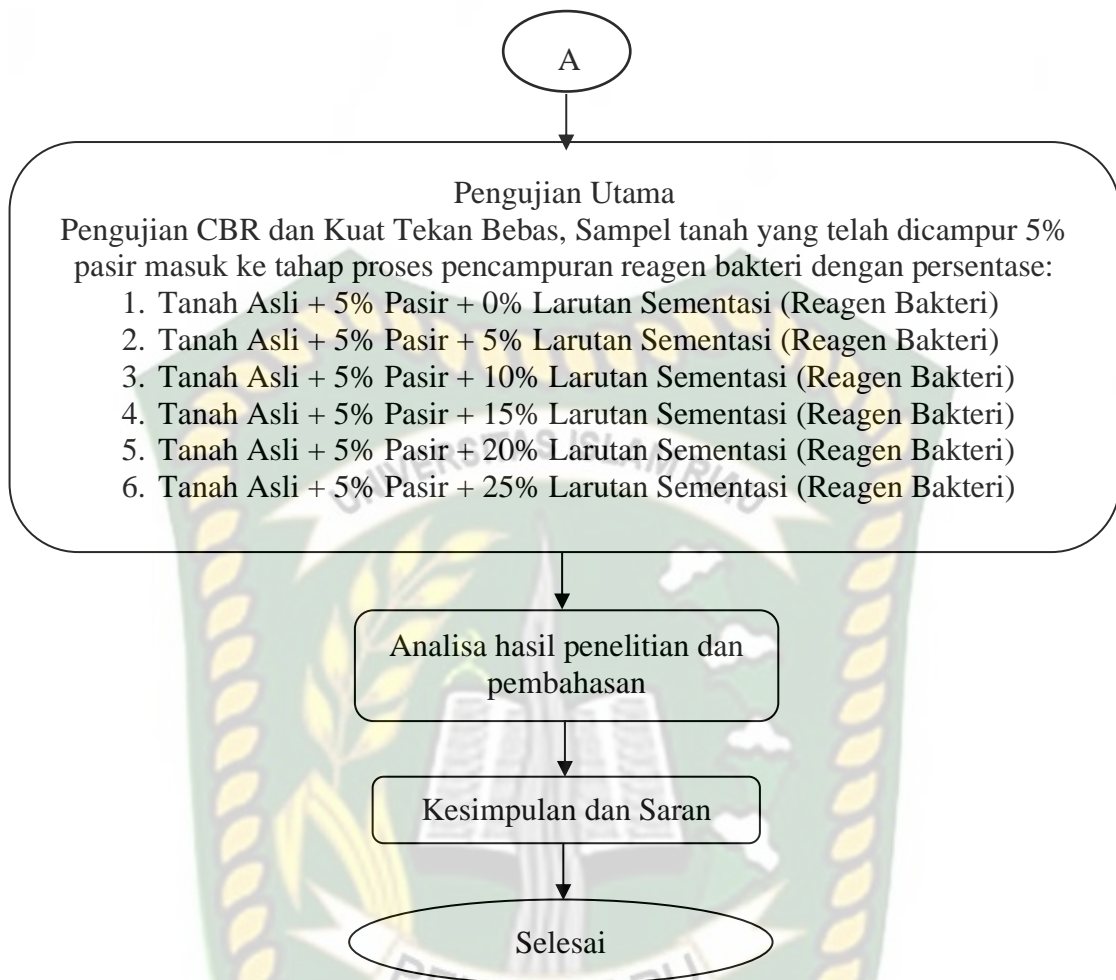 A
Pengujian Utama
Pengujian CBR dan Kuat Tekan Bebas, Sampel tanah yang telah dicampur 5%
pasir masuk ke tahap proses pencampuran reagen bakteri dengan persentase:
1. Tanah Asli + 5% Pasir + 0% Larutan Sementasi (Reagen Bakteri)
2. Tanah Asli + 5% Pasir + 5% Larutan Sementasi (Reagen Bakteri)
3. Tanah Asli + 5% Pasir + 10% Larutan Sementasi (Reagen Bakteri)
4. Tanah Asli + 5% Pasir + 15% Larutan Sementasi (Reagen Bakteri)
5. Tanah Asli + 5% Pasir + 20% Larutan Sementasi (Reagen Bakteri)
6. Tanah Asli + 5% Pasir + 25% Larutan Sementasi (Reagen Bakteri)
UNIVERSITAS ISLAM RIAU
Analisa hasil penelitian dan
pembahasan
Kesimpulan dan Saran
Selesai